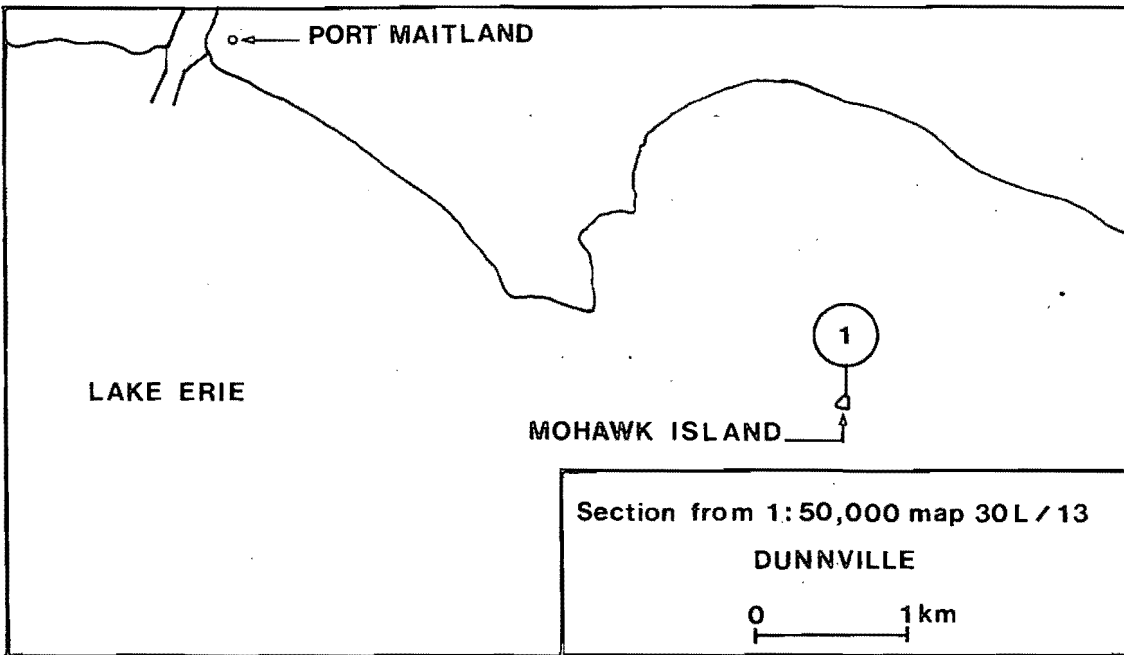 PORT MAITLAND
1
LAKE ERIE
MOHAWK ISLAND
Section from 1:50,000 map 30L/13
DUNNVILLE
0 1km